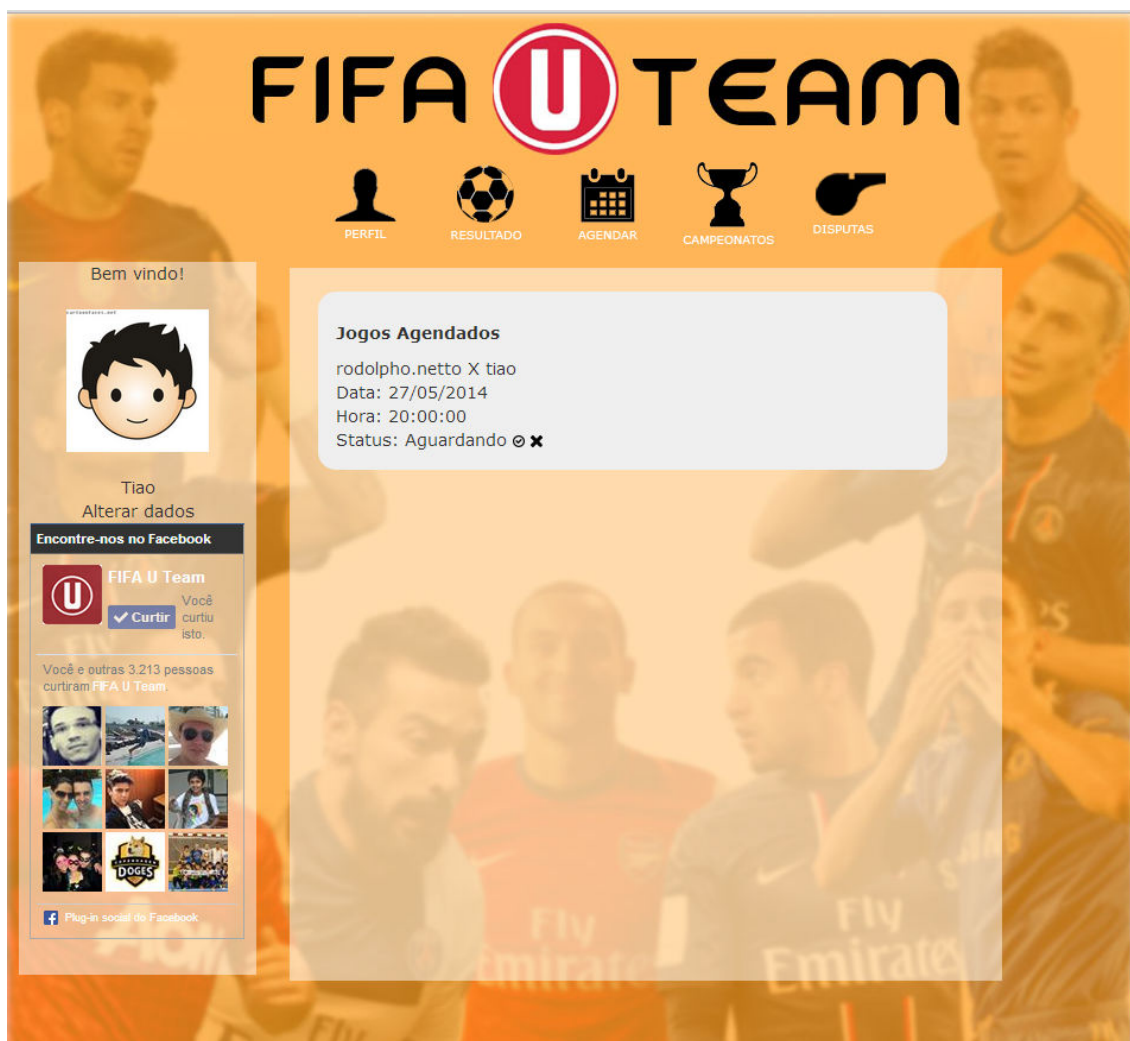 FIFA U TEAM
PERFIL
RESULTADO
AGENDAR
CAMPEONATOS
DISPUTAS
Bem vindo!
Tiao
Alterar dados
Encontre-nos no Facebook
U
FIFA U Team
Curtir
Você
curtiu
isto.
Você e outras 3.213 pessoas
curtiram FIFA U Team.
DOGES
Plug-in social do Facebook
Jogos Agendados
rodolpho.netto X tiao
Data: 27/05/2014
Hora: 20:00:00
Status: Aguardando
Fly
Emirates
Fly
Emirates